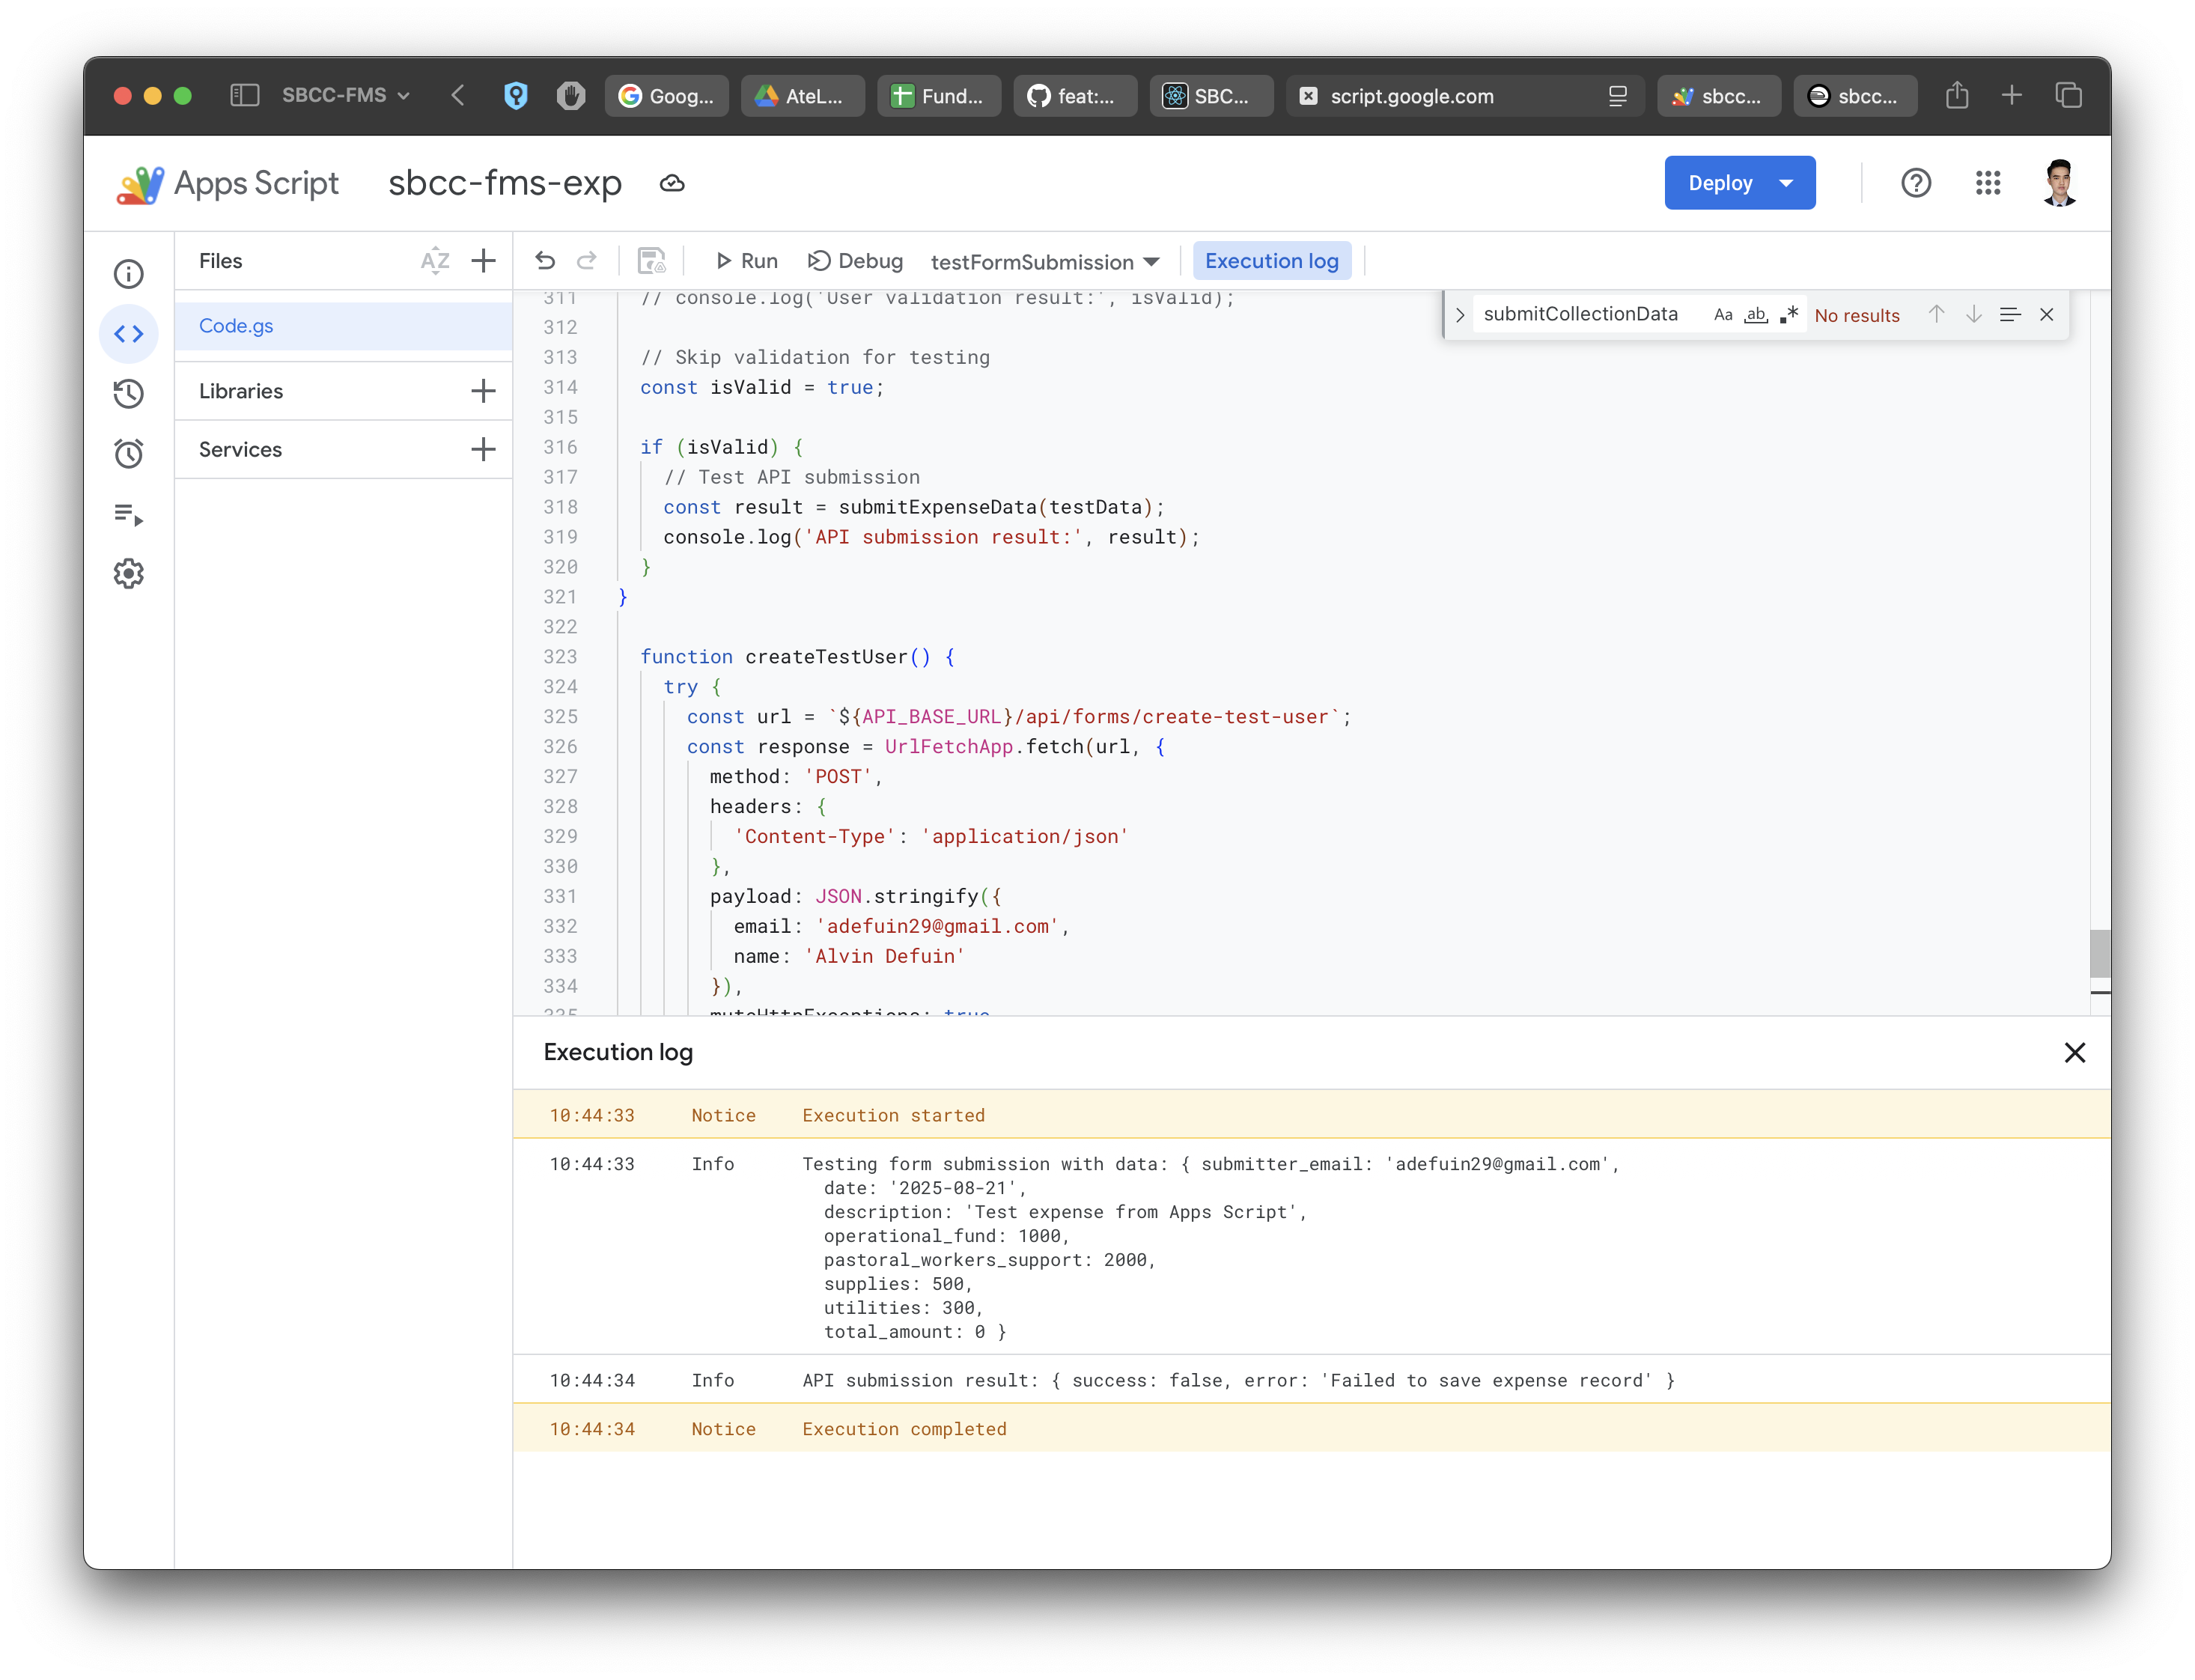 SBCC-FMS
Goog...
AteL...
Fund...
feat:...
SBC...
script.google.com
sbcc...
sbcc...
Apps Script
sbcc-fms-exp
Deploy
Files
AZ
Run
Debug
testFormSubmission
Execution log
Code.gs
Libraries
Services
submitCollectionData
Aa
ab
No results
311 // console.log('User validation result:', isValid);
312
313 // Skip validation for testing
314 const isValid = true;
315
316 if (isValid) {
317 // Test API submission
318 const result = submitExpenseData(testData);
319 console.log('API submission result:', result);
320 }
321 }
322
323 function createTestUser() {
324 try {
325 const url = `${API_BASE_URL}/api/forms/create-test-user`;
326 const response = UrlFetchApp.fetch(url, {
327 method: 'POST',
328 headers: {
329 'Content-Type': 'application/json'
330 },
331 payload: JSON.stringify({
332 email: 'adefuin29@gmail.com',
333 name: 'Alvin Defuin'
334 }),
335 muteHttpExceptions: true
Execution log
10:44:33 Notice Execution started
10:44:33 Info Testing form submission with data: { submitter_email: 'adefuin29@gmail.com',
date: '2025-08-21',
description: 'Test expense from Apps Script',
operational_fund: 1000,
pastoral_workers_support: 2000,
supplies: 500,
utilities: 300,
total_amount: 0 }
10:44:34 Info API submission result: { success: false, error: 'Failed to save expense record' }
10:44:34 Notice Execution completed